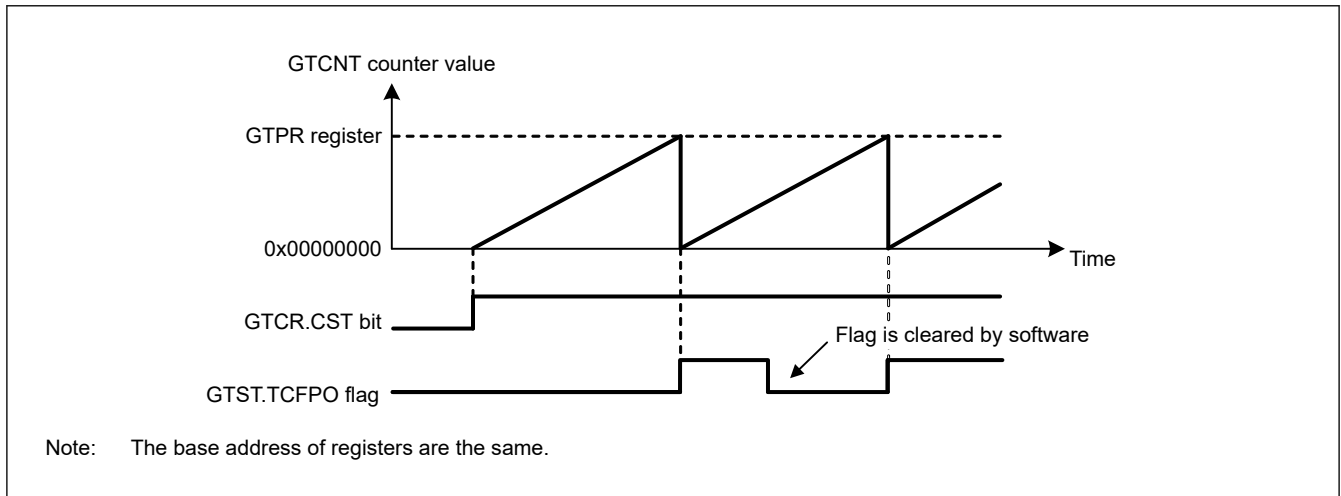 GTCNT counter value
GTPR register
0x00000000
Time
GTCR.CST bit
Flag is cleared by software
GTST.TCFPO flag
Note: The base address of registers are the same.